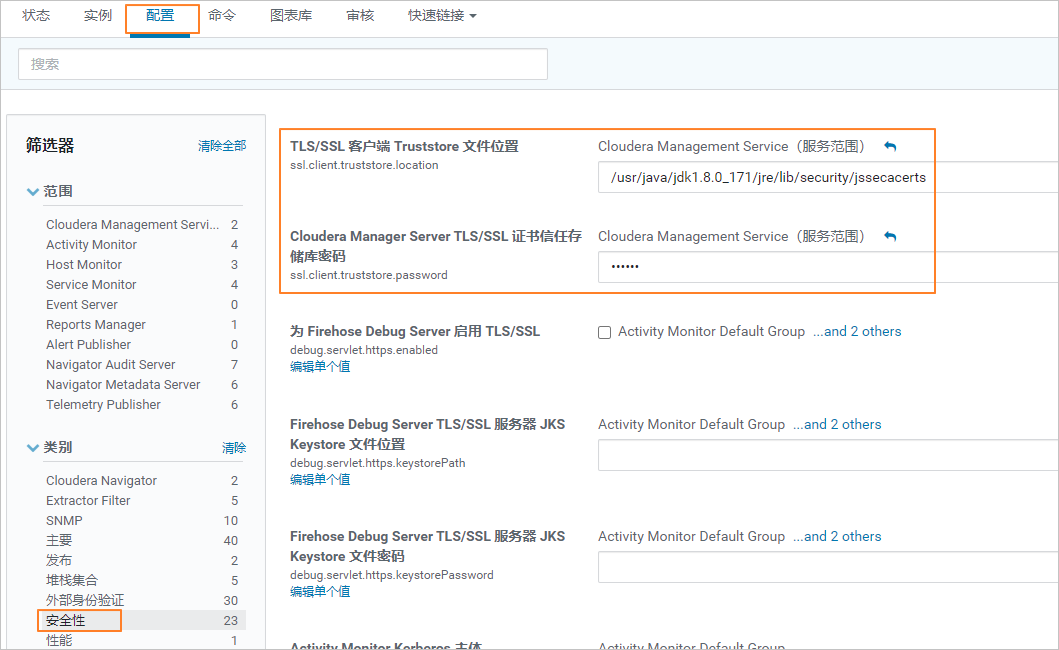 状态 实例 配置 命令 图表库 审核 快速链接
搜索
筛选器 清除全部
范围
Cloudera Management Servi... 2
Activity Monitor 4
Host Monitor 3
Service Monitor 4
Event Server 0
Reports Manager 1
Alert Publisher 0
Navigator Audit Server 7
Navigator Metadata Server 6
Telemetry Publisher 6
类别 清除
Cloudera Navigator 2
Extractor Filter 5
SNMP 10
主要 40
发布 2
堆栈集合 5
外部身份验证 30
安全性 23
性能 1
TLS/SSL 客户端 Truststore 文件位置
ssl.client.truststore.location
Cloudera Management Service（服务范围）
/usr/java/jdk1.8.0_171/jre/lib/security/jssecacerts
Cloudera Manager Server TLS/SSL 证书信任存
储库密码
ssl.client.truststore.password
Cloudera Management Service（服务范围）
••••••
为 Firehose Debug Server 启用 TLS/SSL
debug.servlet.https.enabled
编辑单个值
Activity Monitor Default Group ...and 2 others
Firehose Debug Server TLS/SSL 服务器 JKS
Keystore 文件位置
debug.servlet.https.keystorePath
编辑单个值
Activity Monitor Default Group ...and 2 others
Firehose Debug Server TLS/SSL 服务器 JKS
Keystore 文件密码
debug.servlet.https.keystorePassword
编辑单个值
Activity Monitor Default Group ...and 2 others
Activity Monitor Kerberos 主体
Activity Monitor Default Group